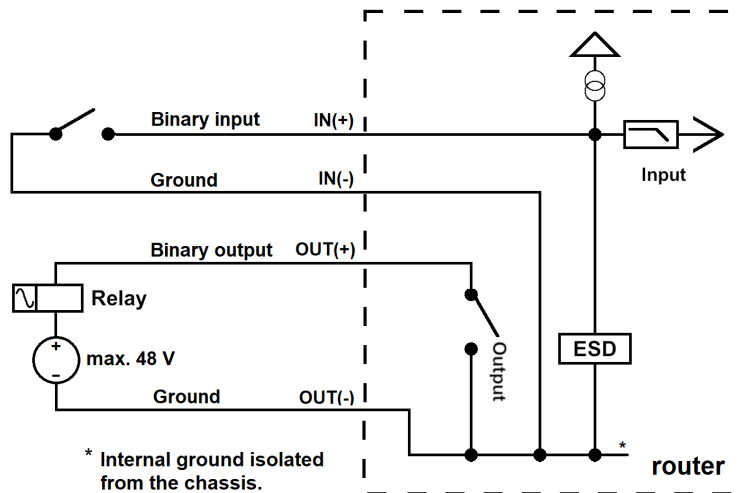 Binary input IN(+)
Input
Ground IN(-)
Binary output OUT(+)
Relay
+
max. 48 V
−
Output
ESD
Ground OUT(-)
*
* Internal ground isolated
from the chassis.
router